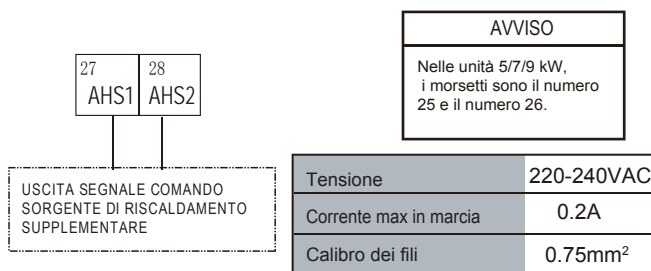 27 28
AHS1 AHS2
USCITA SEGNALE COMANDO
SORGENTE DI RISCALDAMENTO
SUPPLEMENTARE
AVVISO
Nelle unità 5/7/9 kW,
i morsetti sono il numero
25 e il numero 26.
Tensione 220-240VAC
Corrente max in marcia 0.2A
Calibro dei fili 0.75mm²